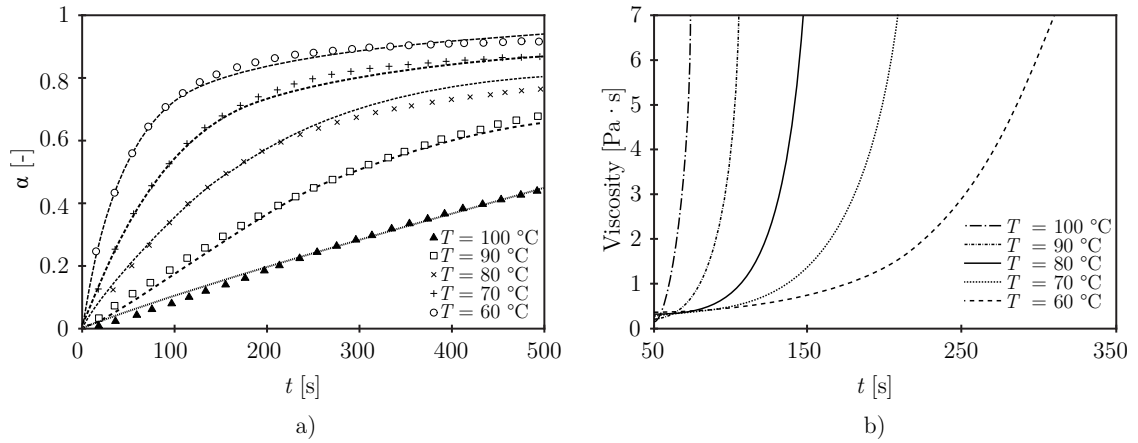 1
0.8
0.6
0.4
0.2
0
α [-]
T = 100 °C
T = 90 °C
T = 80 °C
T = 70 °C
T = 60 °C
0
100
200
300
400
500
t [s]
a)
7
6
5
4
3
2
1
0
Viscosity [Pa · s]
T = 100 °C
T = 90 °C
T = 80 °C
T = 70 °C
T = 60 °C
50
150
250
350
t [s]
b)